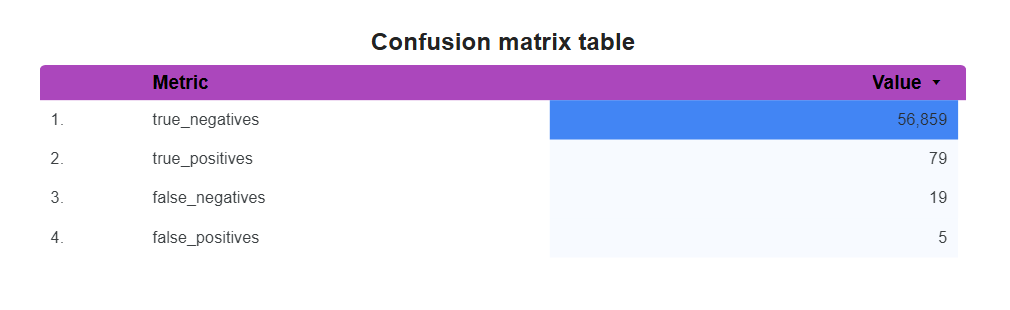 Confusion matrix table
Metric Value
1. true_negatives 56,859
2. true_positives 79
3. false_negatives 19
4. false_positives 5